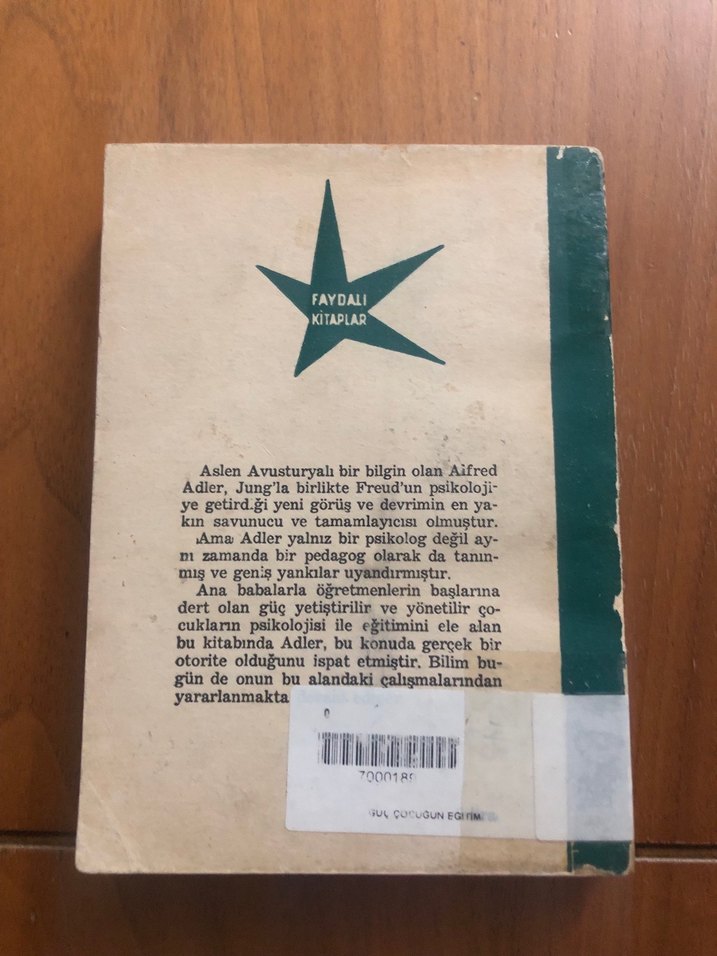 FAYDALI
KİTAPLAR
Aslen Avusturyalı bir bilgin olan Alfred
Adler, Jung'la birlikte Freud'un psikoloji-
ye getird.ği yeni görüş ve devrimin en ya-
kın savunucu ve tamamlayıcısı olmuştur.
Ama Adler yalnız bir psikolog değil ay-
nı zamanda bir pedagog olarak da tanın-
mış ve geniş yankılar uyandırmıştır.
Ana babalarla öğretmenlerin başlarına
dert olan güç yetiştirilir ve yönetilir ço-
cukların psikolojisi ile eğitimini ele alan
bu kitabında Adler, bu konuda gerçek bir
otorite olduğunu ispat etmiştir. Bilim bu-
gün de onun bu alandaki çalışmalarından
yararlanmakta
0
700018
GÜÇ ÇOCUĞUN EĞİTİMİ